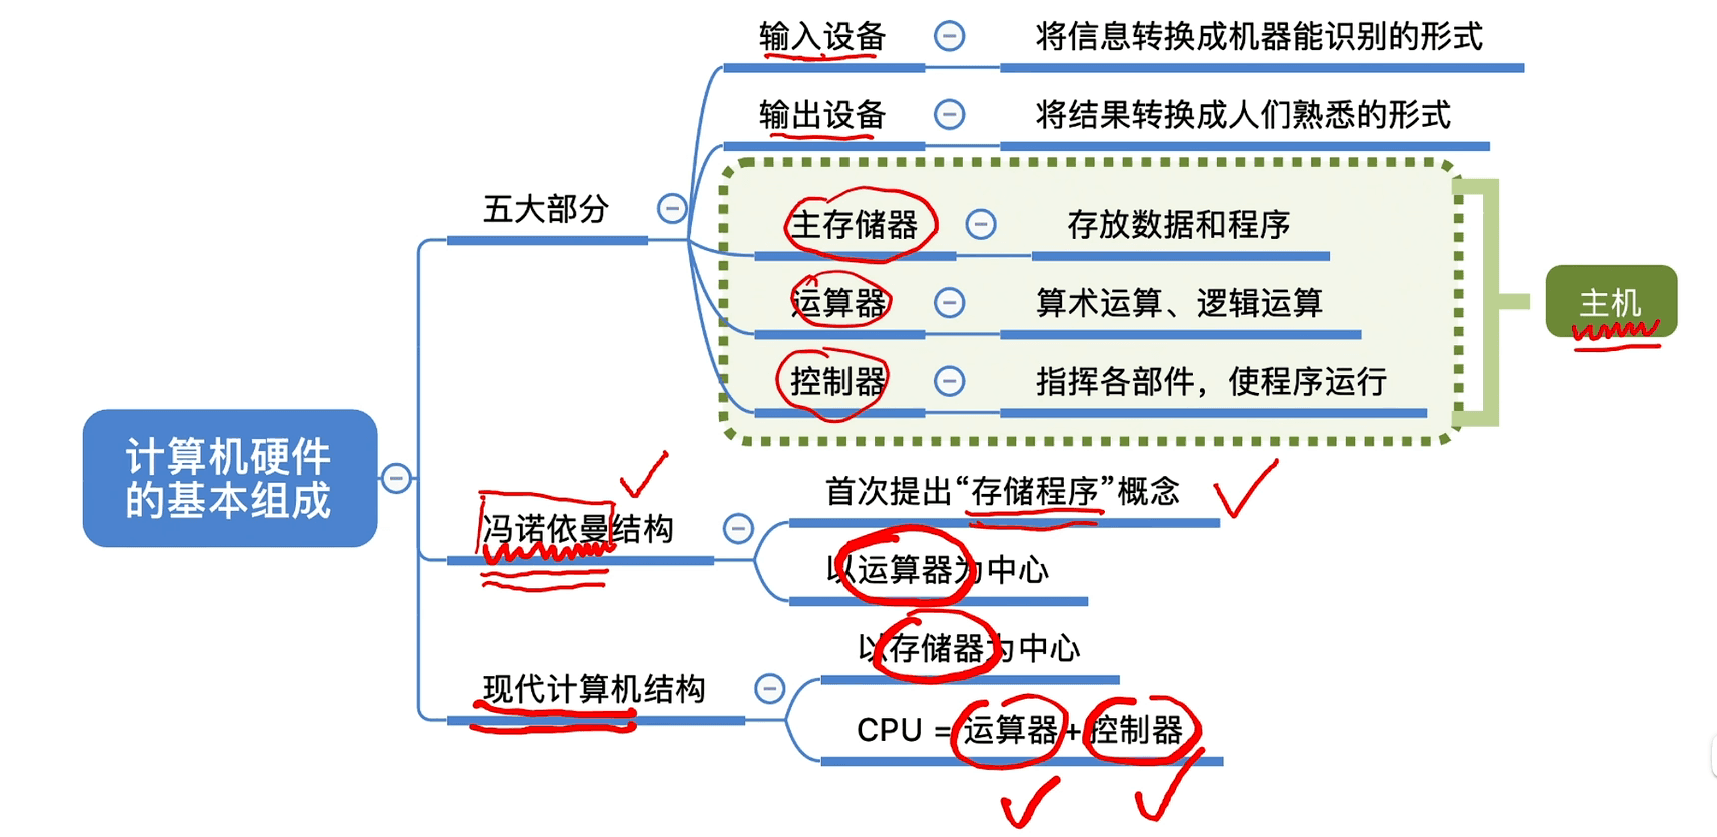 输入设备 将信息转换成机器能识别的形式
输出设备 将结果转换成人们熟悉的形式
五大部分
主存储器 存放数据和程序
运算器 算术运算、逻辑运算
主机
控制器 指挥各部件，使程序运行
计算机硬件
的基本组成
首次提出“存储程序”概念
冯诺依曼结构
以运算器为中心
以存储器为中心
现代计算机结构
CPU = 运算器+控制器